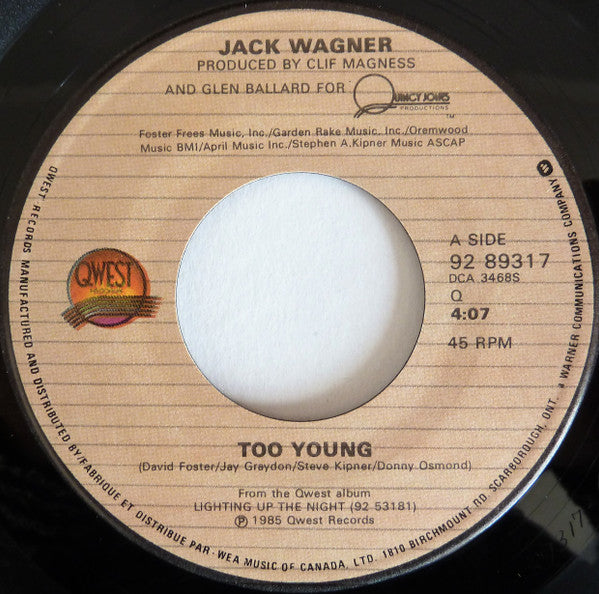 JACK WAGNER
PRODUCED BY CLIF MAGNESS
AND GLEN BALLARD FOR QUINCY JONES
PRODUCTIONS
™
Foster Frees Music, Inc./Garden Rake Music, Inc./Oremwood
Music BMI/April Music Inc./Stephen A.Kipner Music ASCAP
QWEST
A SIDE
92 89317
DCA 3468S
Q
4:07
45 RPM
TOO YOUNG
(David Foster/Jay Graydon/Steve Kipner/Donny Osmond)
From the Qwest album
LIGHTING UP THE NIGHT (92 53181)
℗ 1985 Qwest Records
QWEST RECORDS MANUFACTURED AND DISTRIBUTED BY/FABRIQUE ET DISTRIBUE PAR· WEA MUSIC OF CANADA, LTD. 1810 BIRCHMOUNT RD. SCARBOROUGH, ONT. a WARNER COMMUNICATIONS COMPANY